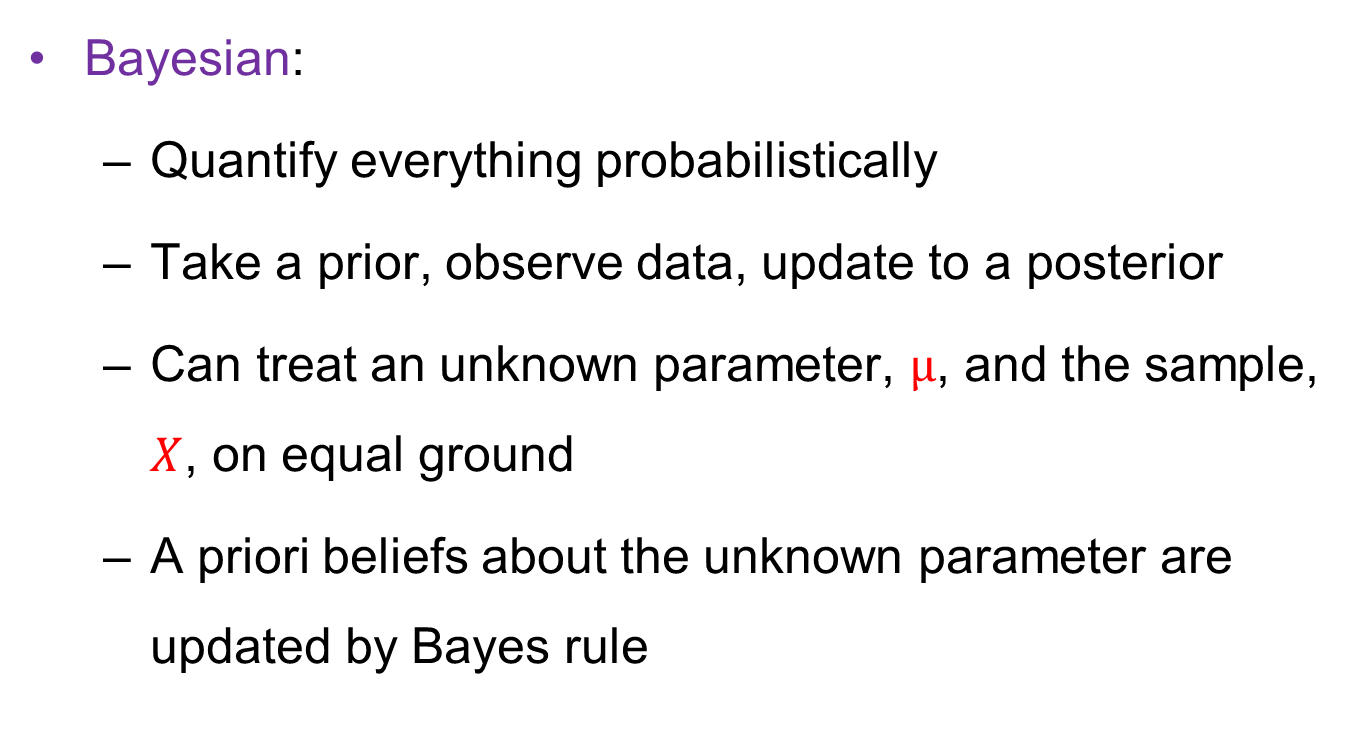 • Bayesian:
– Quantify everything probabilistically
– Take a prior, observe data, update to a posterior
– Can treat an unknown parameter, μ, and the sample,
X, on equal ground
– A priori beliefs about the unknown parameter are
updated by Bayes rule